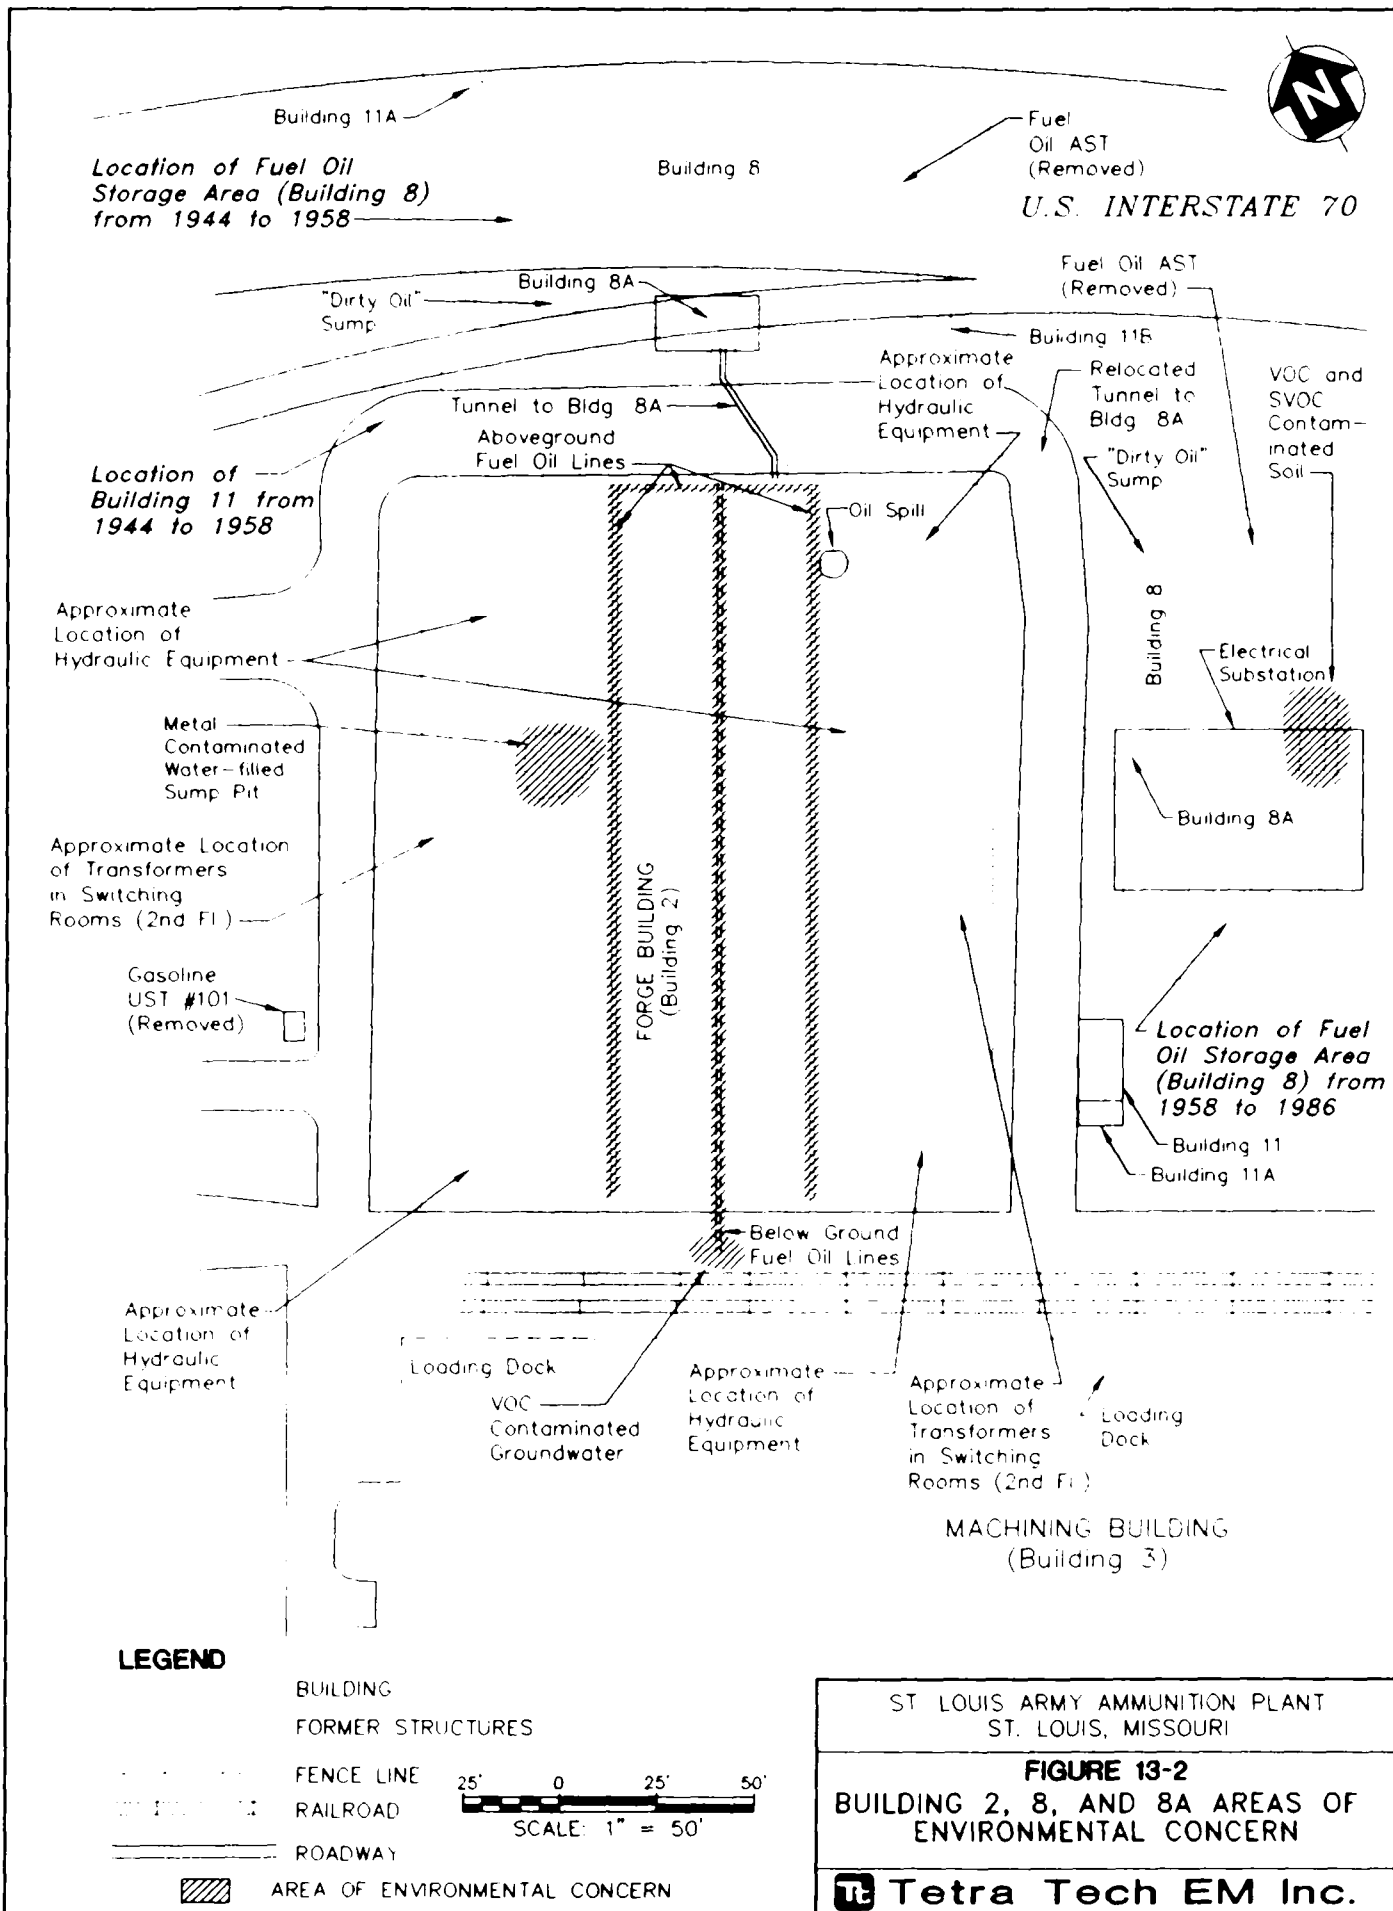 N
Building 11A
Location of Fuel Oil
Storage Area (Building 8)
from 1944 to 1958
Building 8
Fuel
Oil AST
(Removed)
U.S. INTERSTATE 70
"Dirty Oil"
Sump
Building 8A
Fuel Oil AST
(Removed)
Building 11B
Approximate
Location of
Hydraulic
Equipment
Relocated
Tunnel to
Bldg 8A
VOC and
SVOC
Contam-
inated
Soil
Tunnel to Bldg 8A
Aboveground
Fuel Oil Lines
"Dirty Oil"
Sump
Location of
Building 11 from
1944 to 1958
Oil Spill
Approximate
Location of
Hydraulic Equipment
Building 8
Electrical
Substation
Metal
Contaminated
Water-filled
Sump Pit
Building 8A
Approximate Location
of Transformers
in Switching
Rooms (2nd Fl.)
FORGE BUILDING
(Building 2)
Gasoline
UST #101
(Removed)
Location of Fuel
Oil Storage Area
(Building 8) from
1958 to 1986
Building 11
Building 11A
Below Ground
Fuel Oil Lines
Approximate
Location of
Hydraulic
Equipment
Loading Dock
VOC
Contaminated
Groundwater
Approximate
Location of
Hydraulic
Equipment
Approximate
Location of
Transformers
in Switching
Rooms (2nd Fl.)
Loading
Dock
MACHINING BUILDING
(Building 3)
LEGEND
BUILDING
FORMER STRUCTURES
FENCE LINE
RAILROAD
ROADWAY
AREA OF ENVIRONMENTAL CONCERN
25' 0 25' 50'
SCALE: 1" = 50'
ST LOUIS ARMY AMMUNITION PLANT
ST. LOUIS, MISSOURI
FIGURE 13-2
BUILDING 2, 8, AND 8A AREAS OF
ENVIRONMENTAL CONCERN
Tt Tetra Tech EM Inc.